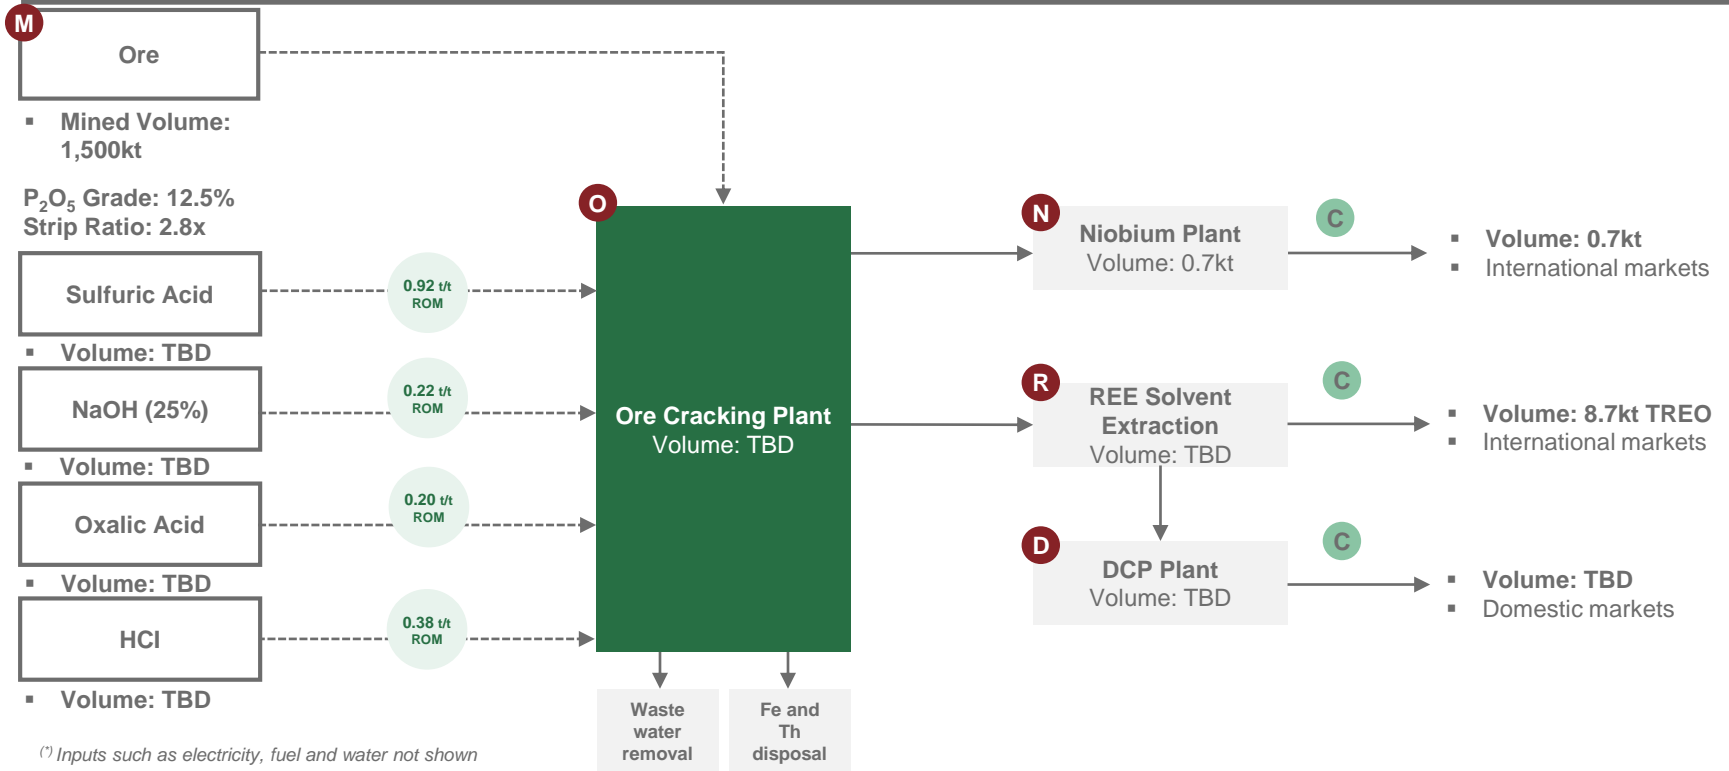 M
Ore
▪ Mined Volume:
1,500kt
P₂O₅ Grade: 12.5%
Strip Ratio: 2.8x
Sulfuric Acid
▪ Volume: TBD
NaOH (25%)
▪ Volume: TBD
Oxalic Acid
▪ Volume: TBD
HCl
▪ Volume: TBD
0.92 t/t
ROM
0.22 t/t
ROM
0.20 t/t
ROM
0.38 t/t
ROM
O
Ore Cracking Plant
Volume: TBD
Waste
water
removal
Fe and
Th
disposal
N
Niobium Plant
Volume: 0.7kt
C
▪ Volume: 0.7kt
▪ International markets
R
REE Solvent
Extraction
Volume: TBD
C
▪ Volume: 8.7kt TREO
▪ International markets
D
DCP Plant
Volume: TBD
C
▪ Volume: TBD
▪ Domestic markets
(*) Inputs such as electricity, fuel and water not shown